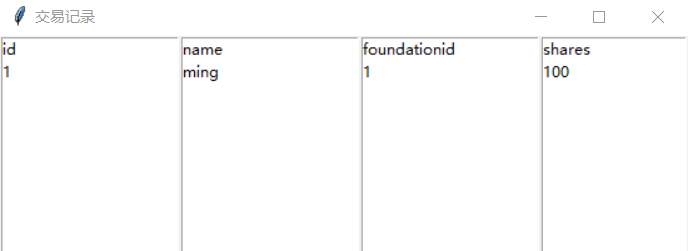 交易记录
id name foundationid shares
1 ming 1 100